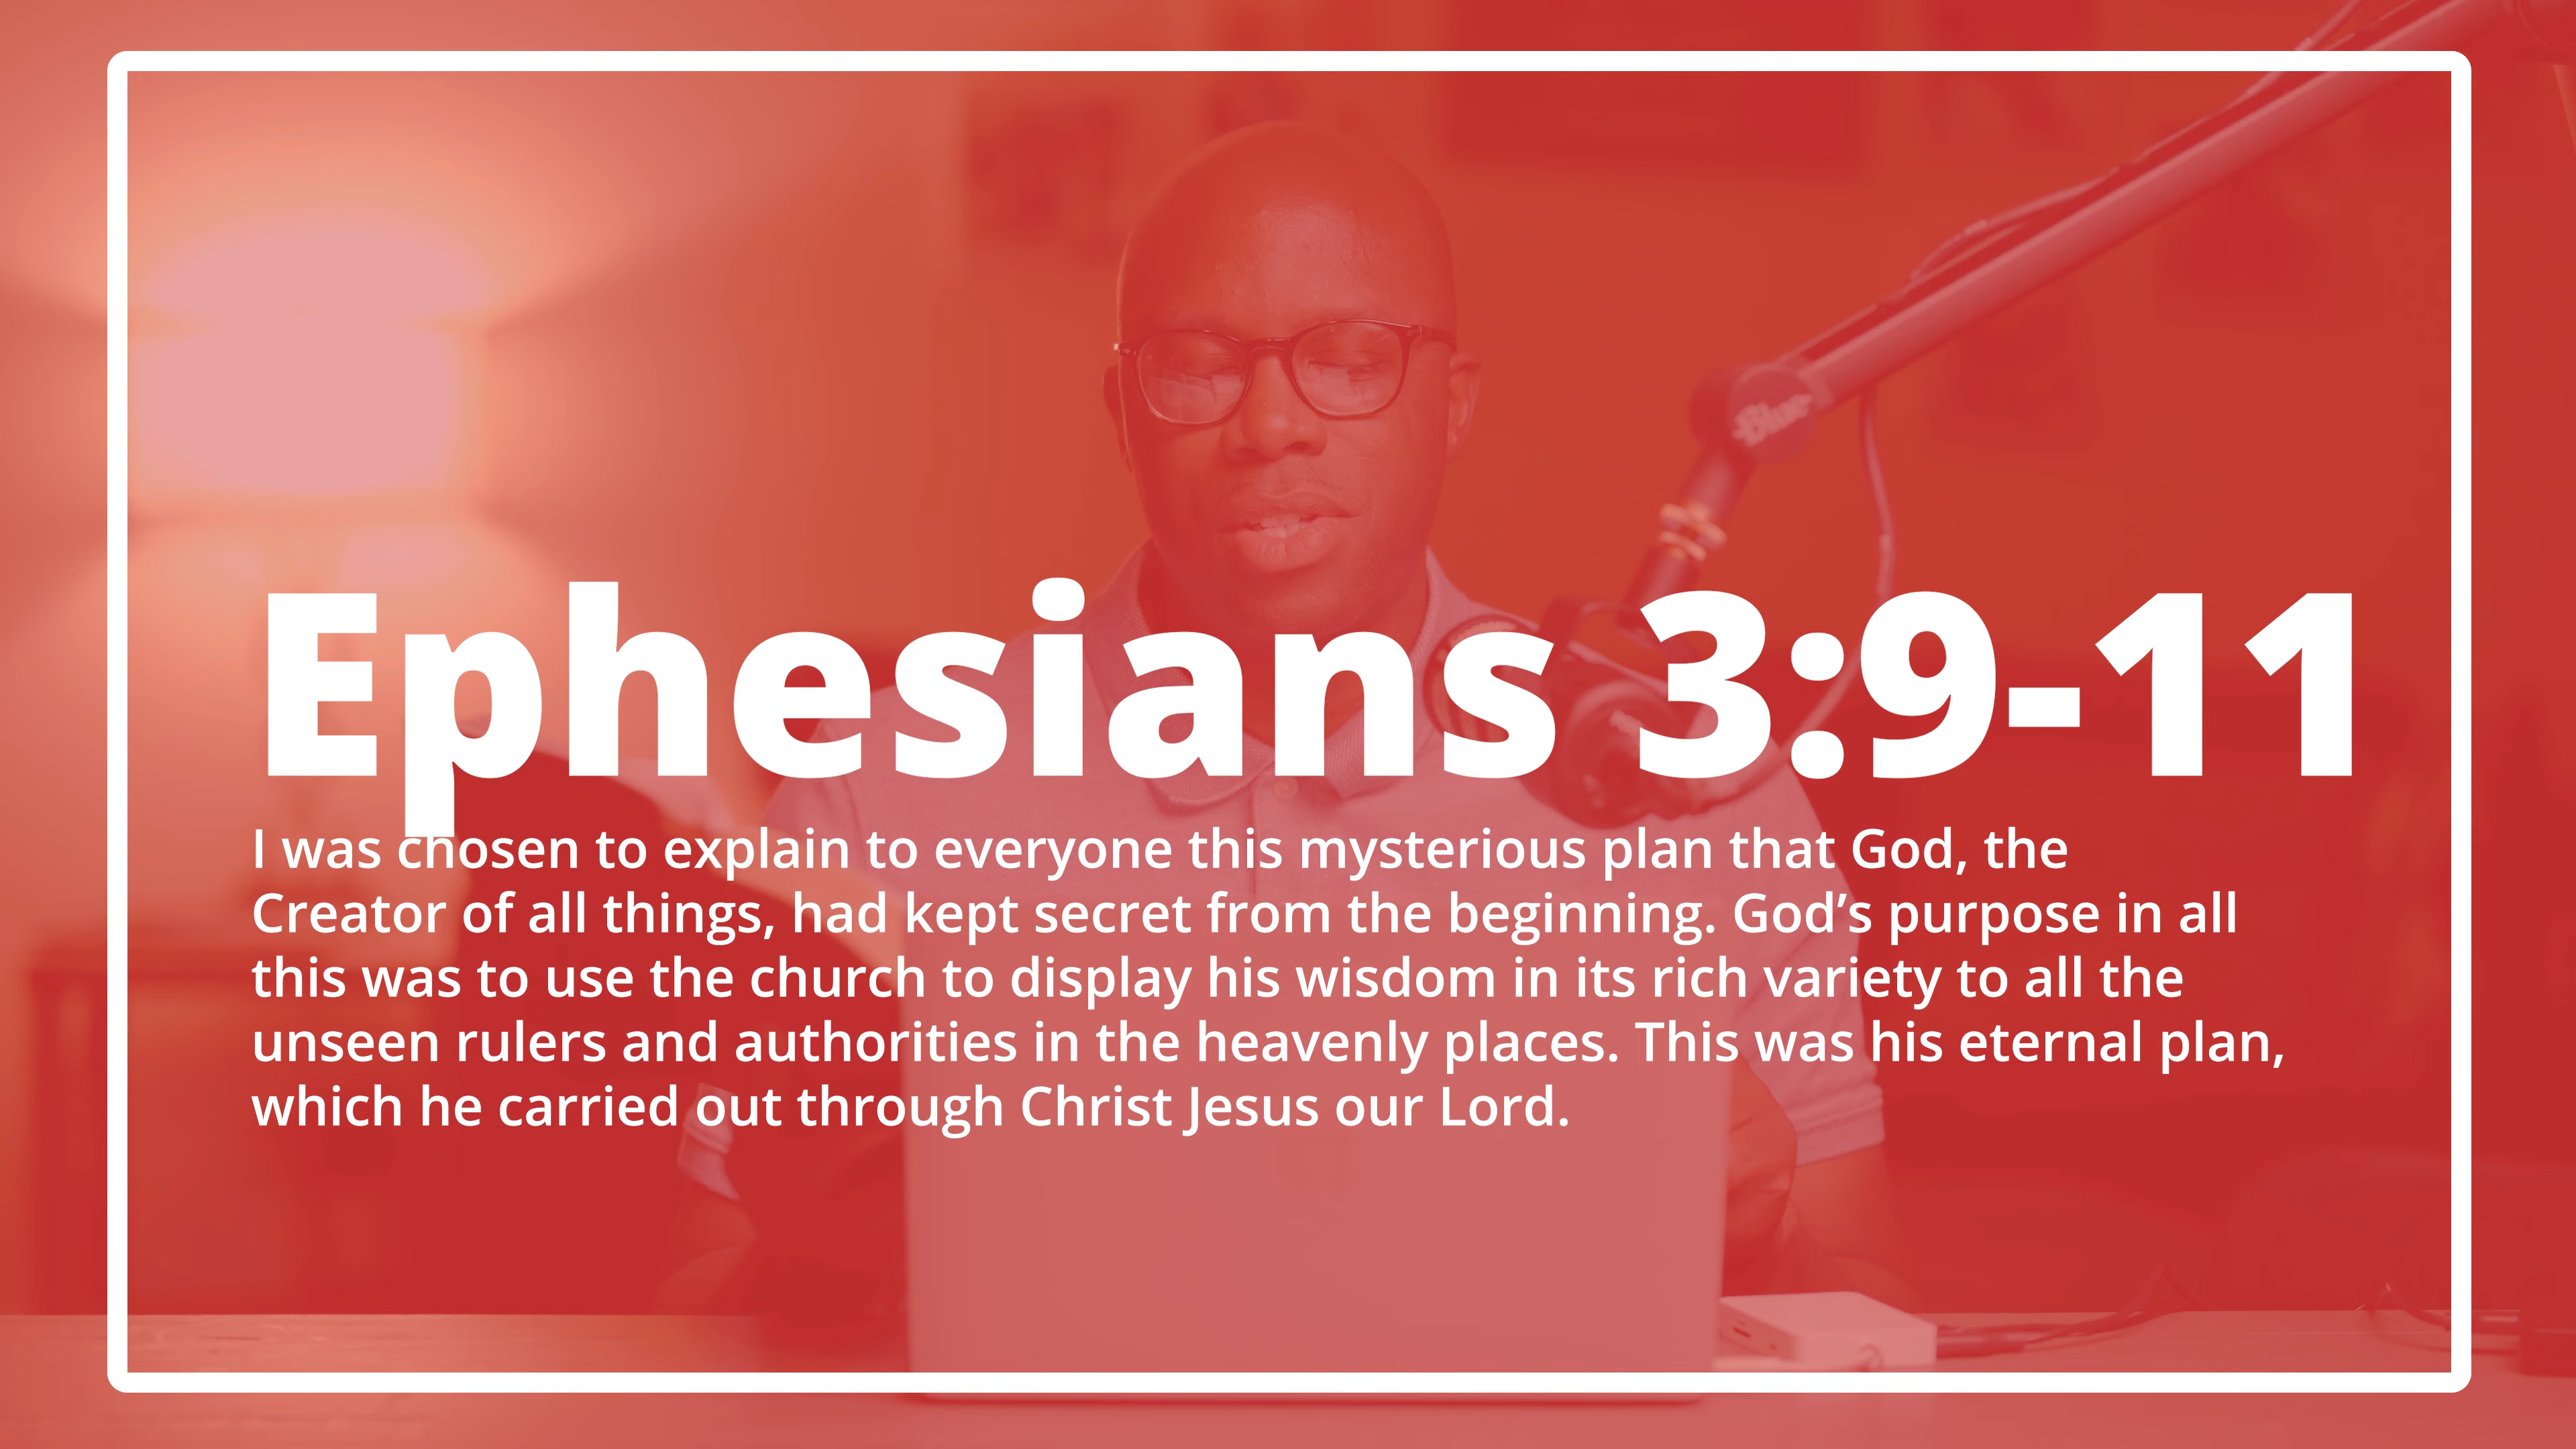 Blue
Ephesians 3:9-11
I was chosen to explain to everyone this mysterious plan that God, the
Creator of all things, had kept secret from the beginning. God’s purpose in all
this was to use the church to display his wisdom in its rich variety to all the
unseen rulers and authorities in the heavenly places. This was his eternal plan,
which he carried out through Christ Jesus our Lord.